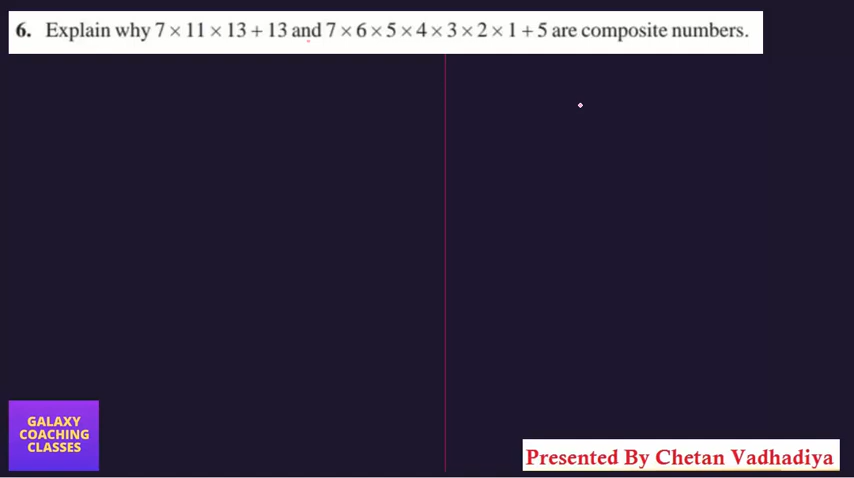 6. Explain why 7 × 11 × 13 + 13 and 7 × 6 × 5 × 4 × 3 × 2 × 1 + 5 are composite numbers.
GALAXY
COACHING
CLASSES
Presented By Chetan Vadhadiya